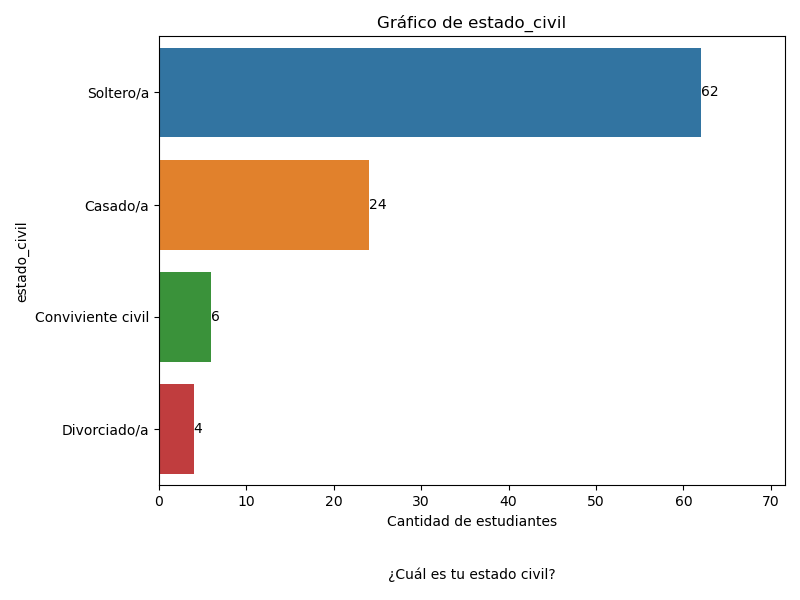 Gráfico de estado_civil
Soltero/a
62
Casado/a
24
Conviviente civil
6
Divorciado/a
4
estado_civil
0 10 20 30 40 50 60 70
Cantidad de estudiantes
¿Cuál es tu estado civil?